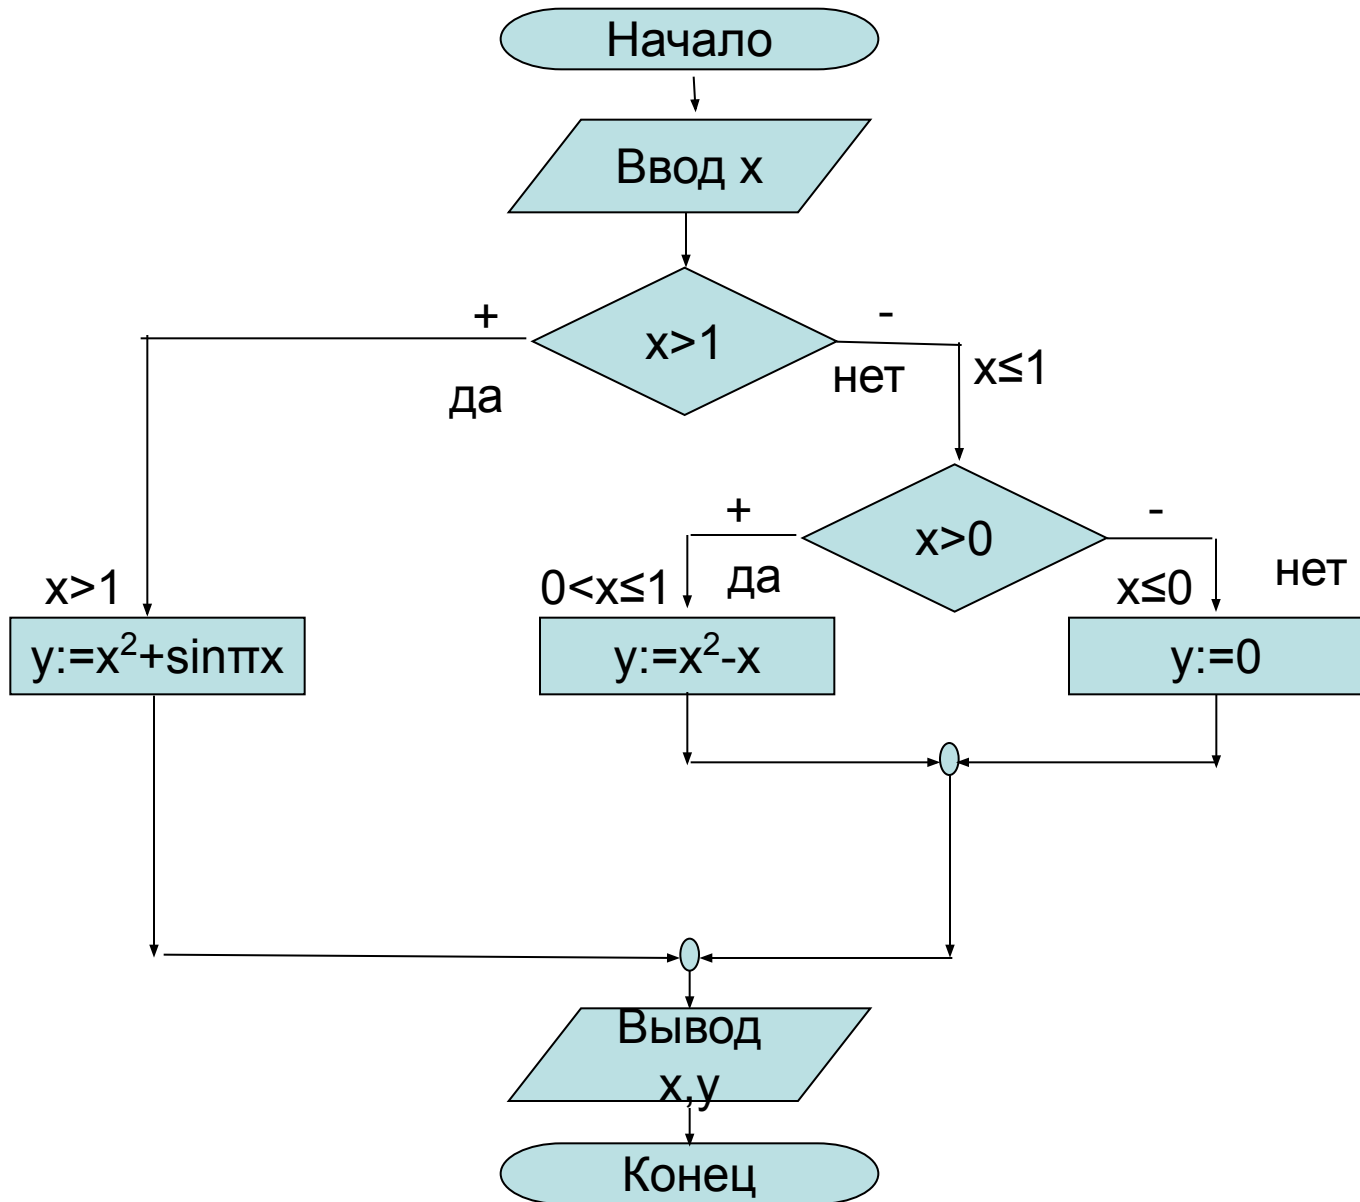 Начало
Ввод x
+
-
x>1
да
нет
x≤1
+
-
x>0
да
нет
x>1
0<x≤1
x≤0
y:=x²+sinπx
y:=x²-x
y:=0
Вывод
x,y
Конец